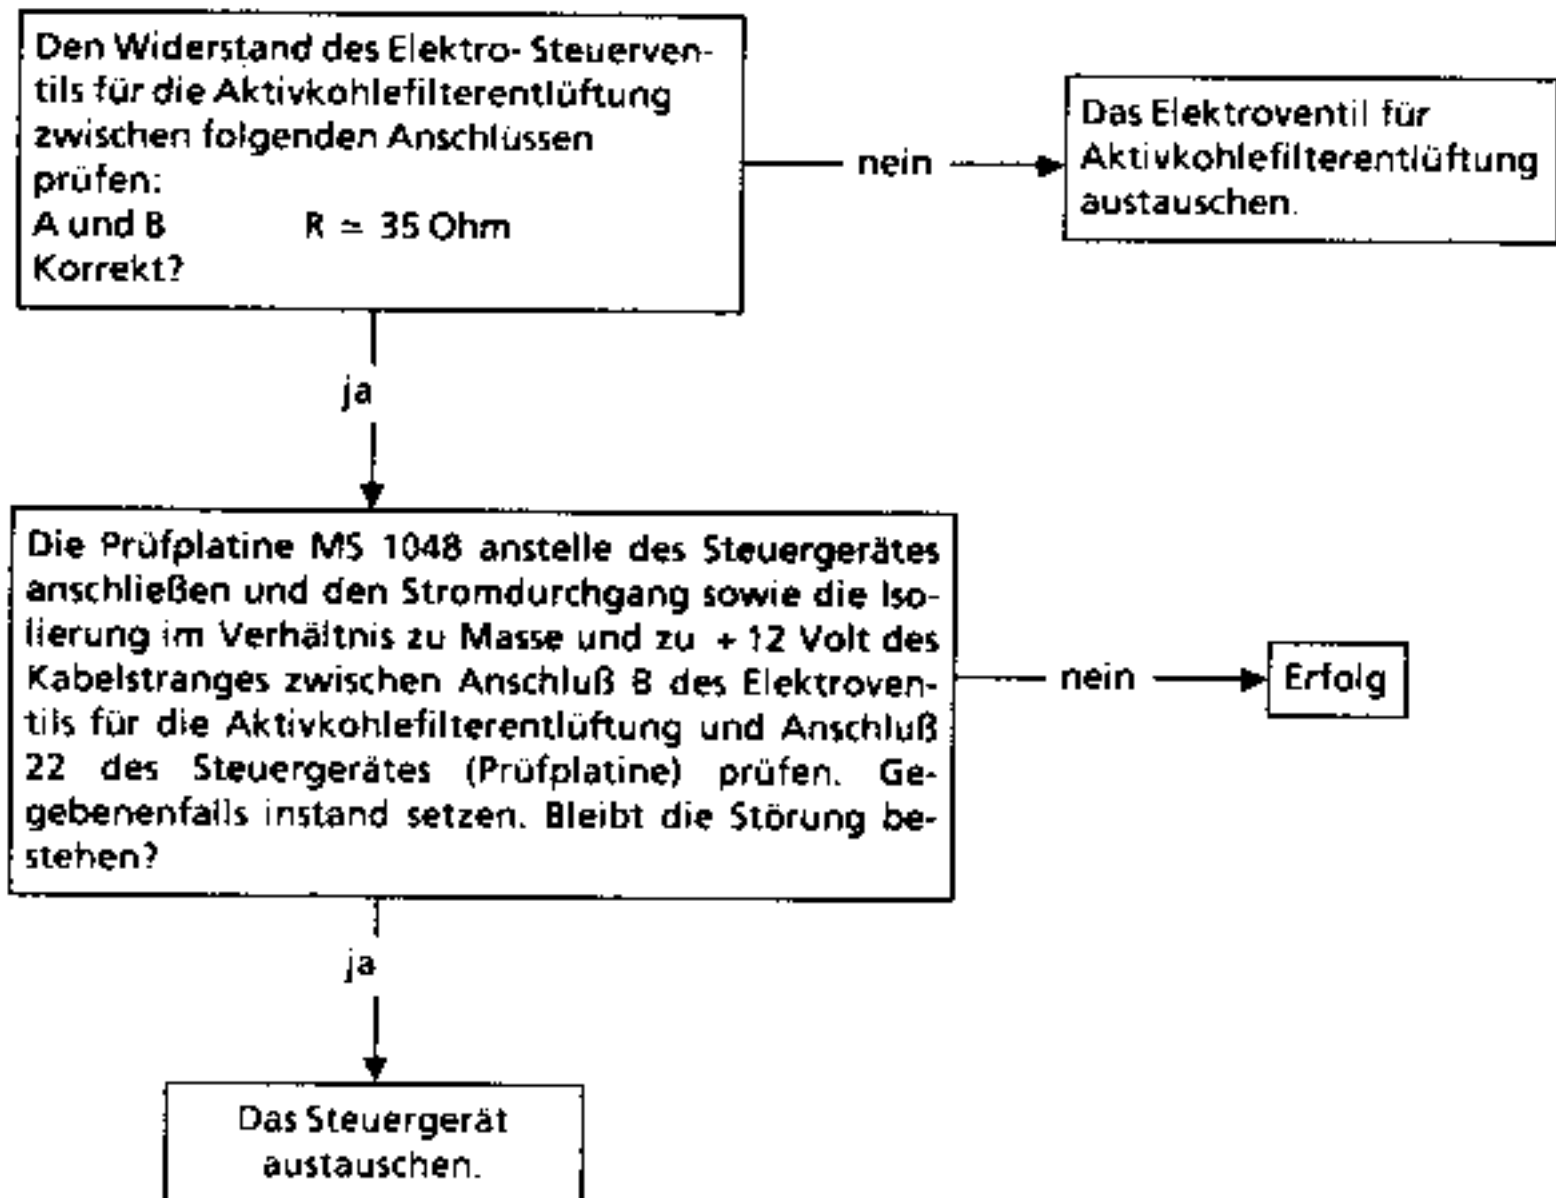 Den Widerstand des Elektro- Steuerven-
tils für die Aktivkohlefilterentlüftung
zwischen folgenden Anschlüssen
prüfen:
A und B R ≃ 35 Ohm
Korrekt?
nein
Das Elektroventil für
Aktivkohlefilterentlüftung
austauschen.
ja
Die Prüfplatine MS 1048 anstelle des Steuergerätes
anschließen und den Stromdurchgang sowie die Iso-
lierung im Verhältnis zu Masse und zu + 12 Volt des
Kabelstranges zwischen Anschluß B des Elektroven-
tils für die Aktivkohlefilterentlüftung und Anschluß
22 des Steuergerätes (Prüfplatine) prüfen. Ge-
gebenenfalls instand setzen. Bleibt die Störung be-
stehen?
nein
Erfolg
ja
Das Steuergerät
austauschen.